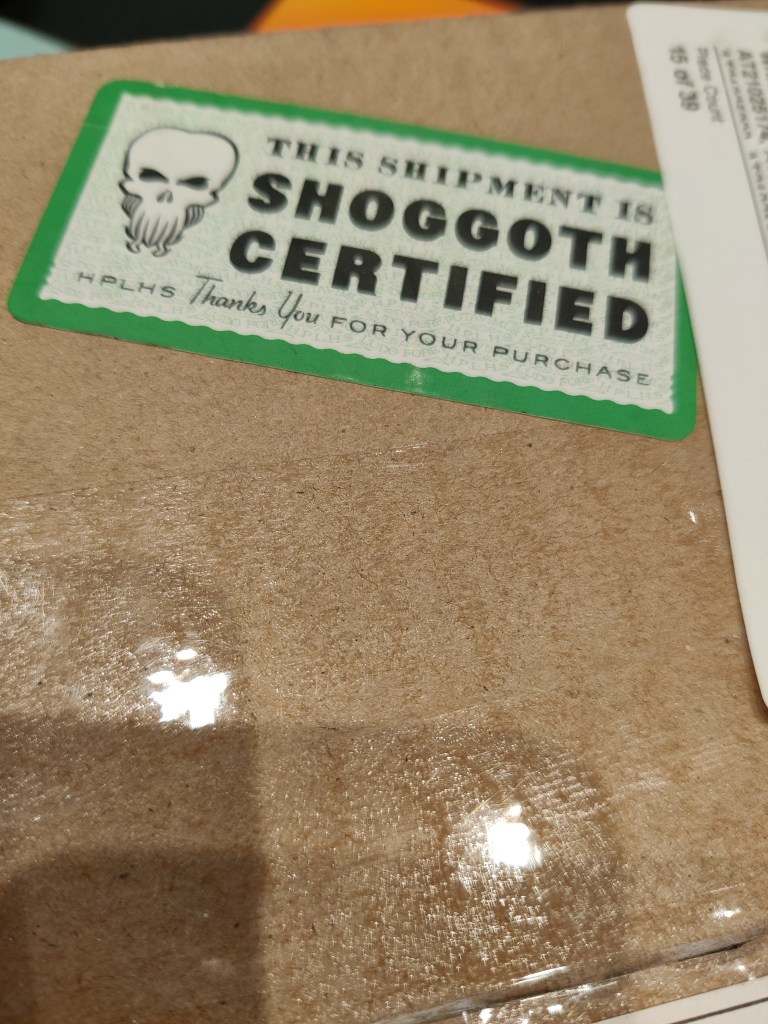 THIS SHIPMENT IS
SHOGGOTH
CERTIFIED
HPLHS Thanks You FOR YOUR PURCHASE
Piece Count
15 of 39